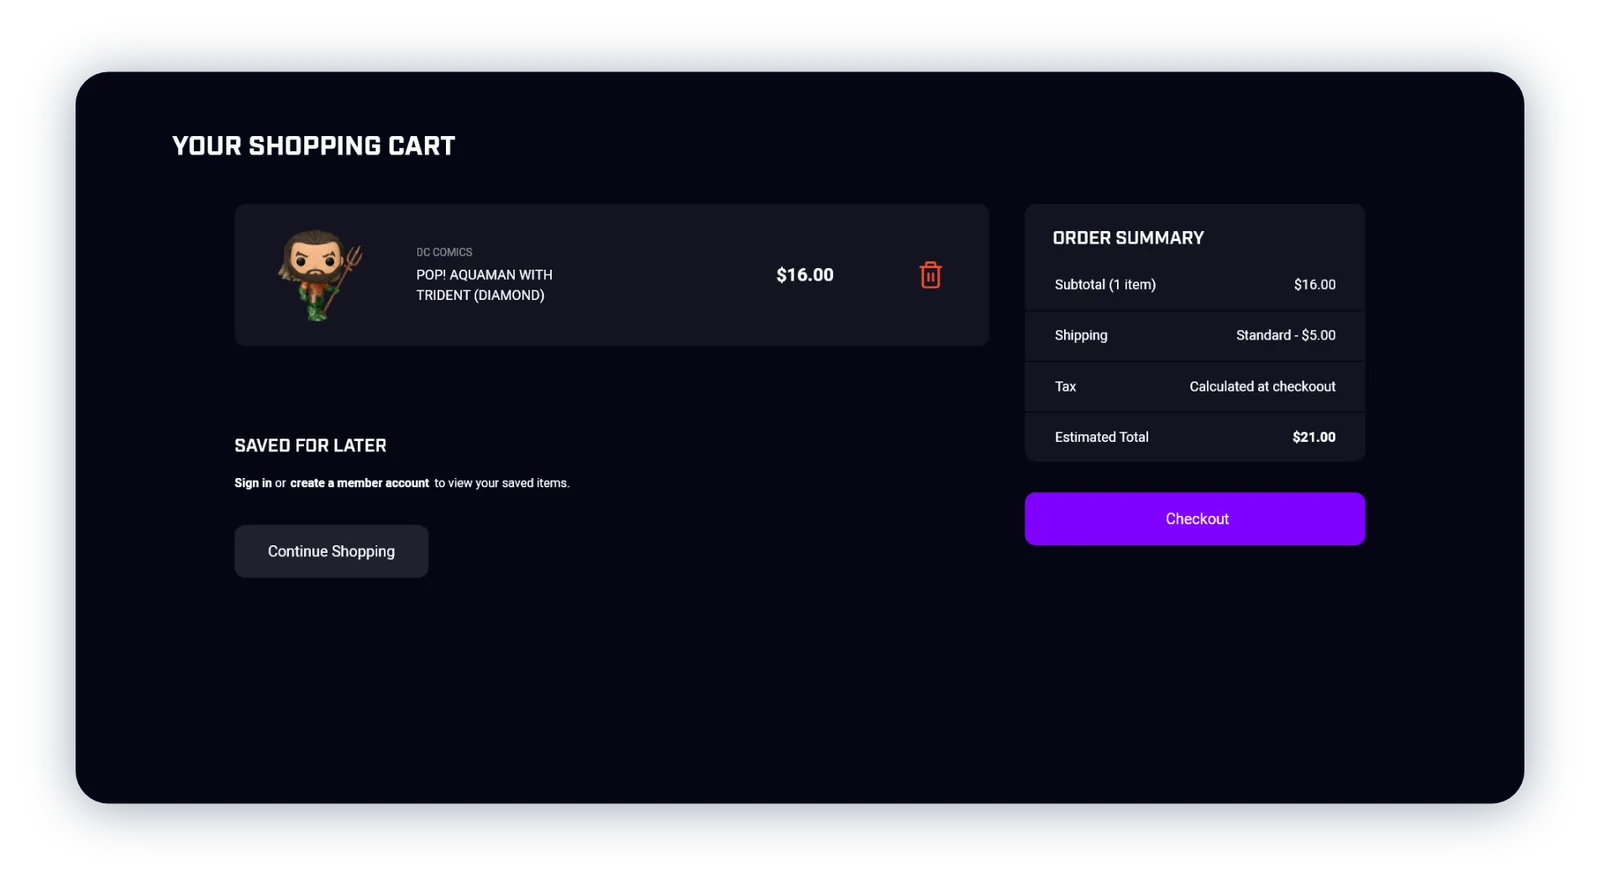 YOUR SHOPPING CART
DC COMICS
POP! AQUAMAN WITH
TRIDENT (DIAMOND)
$16.00
SAVED FOR LATER
Sign in or create a member account to view your saved items.
Continue Shopping
ORDER SUMMARY
Subtotal (1 item) $16.00
Shipping Standard - $5.00
Tax Calculated at checkoout
Estimated Total $21.00
Checkout